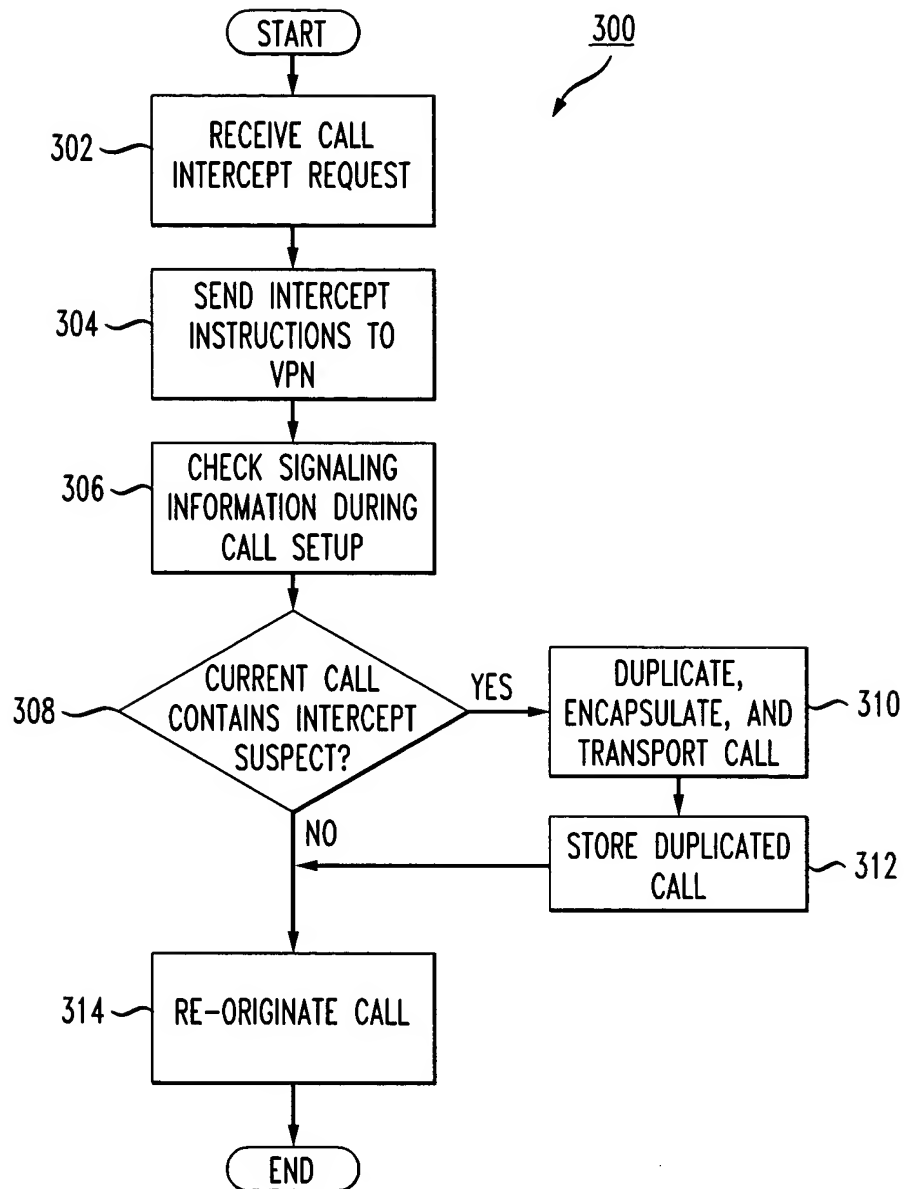 START
300
302
RECEIVE CALL
INTERCEPT REQUEST
304
SEND INTERCEPT
INSTRUCTIONS TO
VPN
306
CHECK SIGNALING
INFORMATION DURING
CALL SETUP
308
CURRENT CALL
CONTAINS INTERCEPT
SUSPECT?
YES
DUPLICATE,
ENCAPSULATE, AND
TRANSPORT CALL
310
NO
STORE DUPLICATED
CALL
312
314
RE-ORIGINATE CALL
END